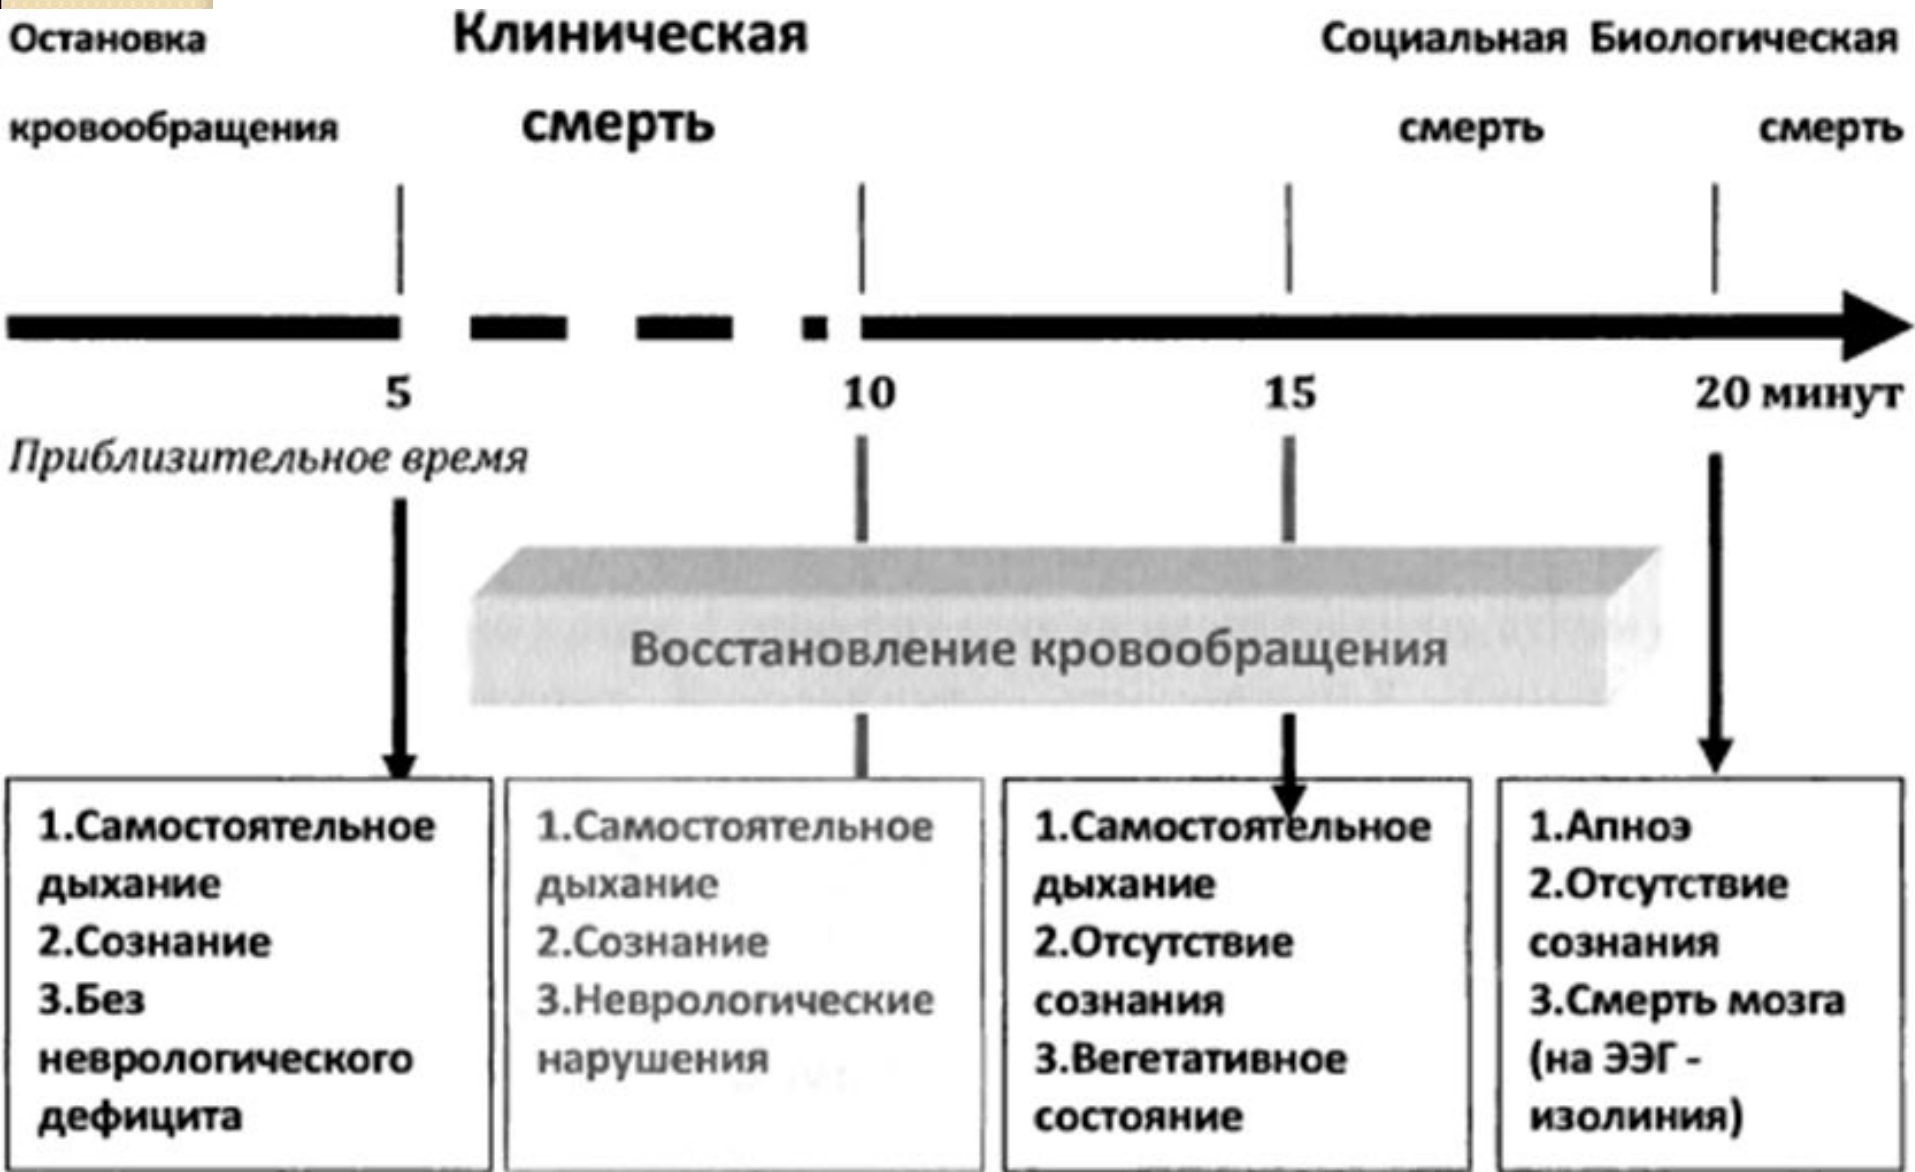 Остановка
кровообращения
Клиническая
смерть
Социальная
смерть
Биологическая
смерть
5
10
15
20 минут
Приблизительное время
Восстановление кровообращения
1.Самостоятельное
дыхание
2.Сознание
3.Без
неврологического
дефицита
1.Самостоятельное
дыхание
2.Сознание
3.Неврологические
нарушения
1.Самостоятельное
дыхание
2.Отсутствие
сознания
3.Вегетативное
состояние
1.Апноэ
2.Отсутствие
сознания
3.Смерть мозга
(на ЭЭГ -
изолиния)